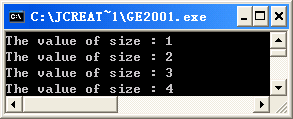 C:\JCREAT~1\GE2001.exe
The value of size : 1
The value of size : 2
The value of size : 3
The value of size : 4